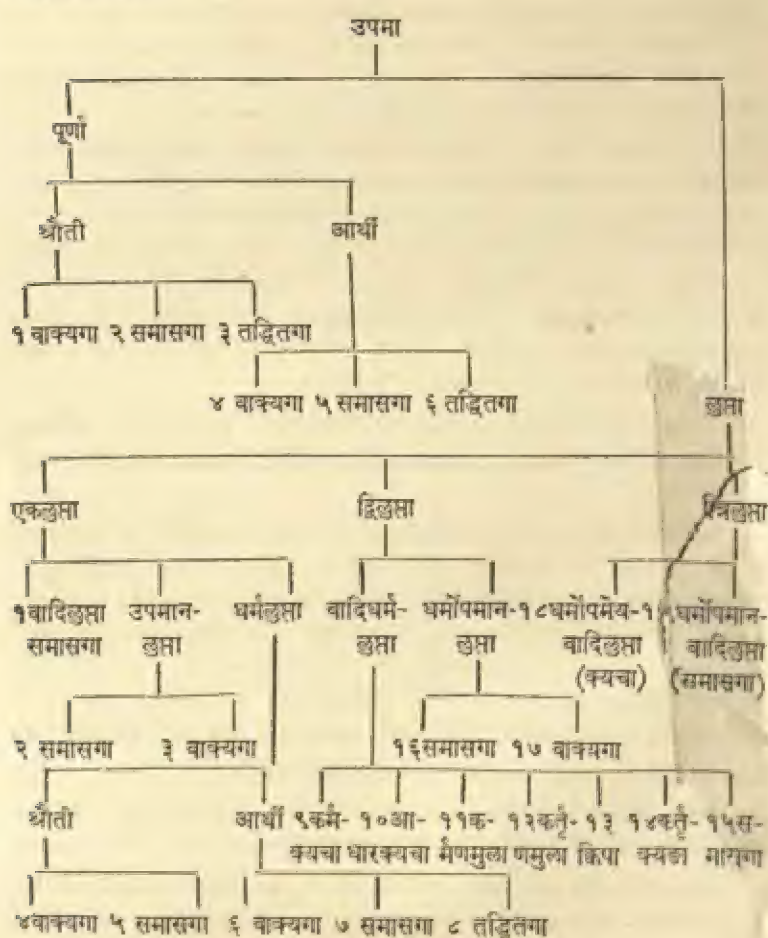 उपमा
पूर्णा
श्रौती आर्थी
१ वाक्यगा २ समासगा ३ तद्धितगा
४ वाक्यगा ५ समासगा ६ तद्धितगा लुप्ता
एकलुप्ता द्विलुप्ता त्रिलुप्ता
१वादिलुप्ता उपमान- धर्मलुप्ता वादिधर्म- धर्मोपमान- १८धर्मोपमेय- १९धर्मोपमान-
समासगा लुप्ता लुप्ता लुप्ता वादिलुप्ता वादिलुप्ता
(क्यचा) (समासगा)
२ समासगा ३ वाक्यगा १६समासगा १७ वाक्यगा
श्रौती आर्थी ९कर्म- १०आ- ११क- १२कर्तृ- १३ १४कर्तृ- १५स-
क्यचा धारक्यचा र्मणमुला णमुला क्विपा क्यङा मासगा
४वाक्यगा ५ समासगा ६ वाक्यगा ७ समासगा ८ तद्धितगा